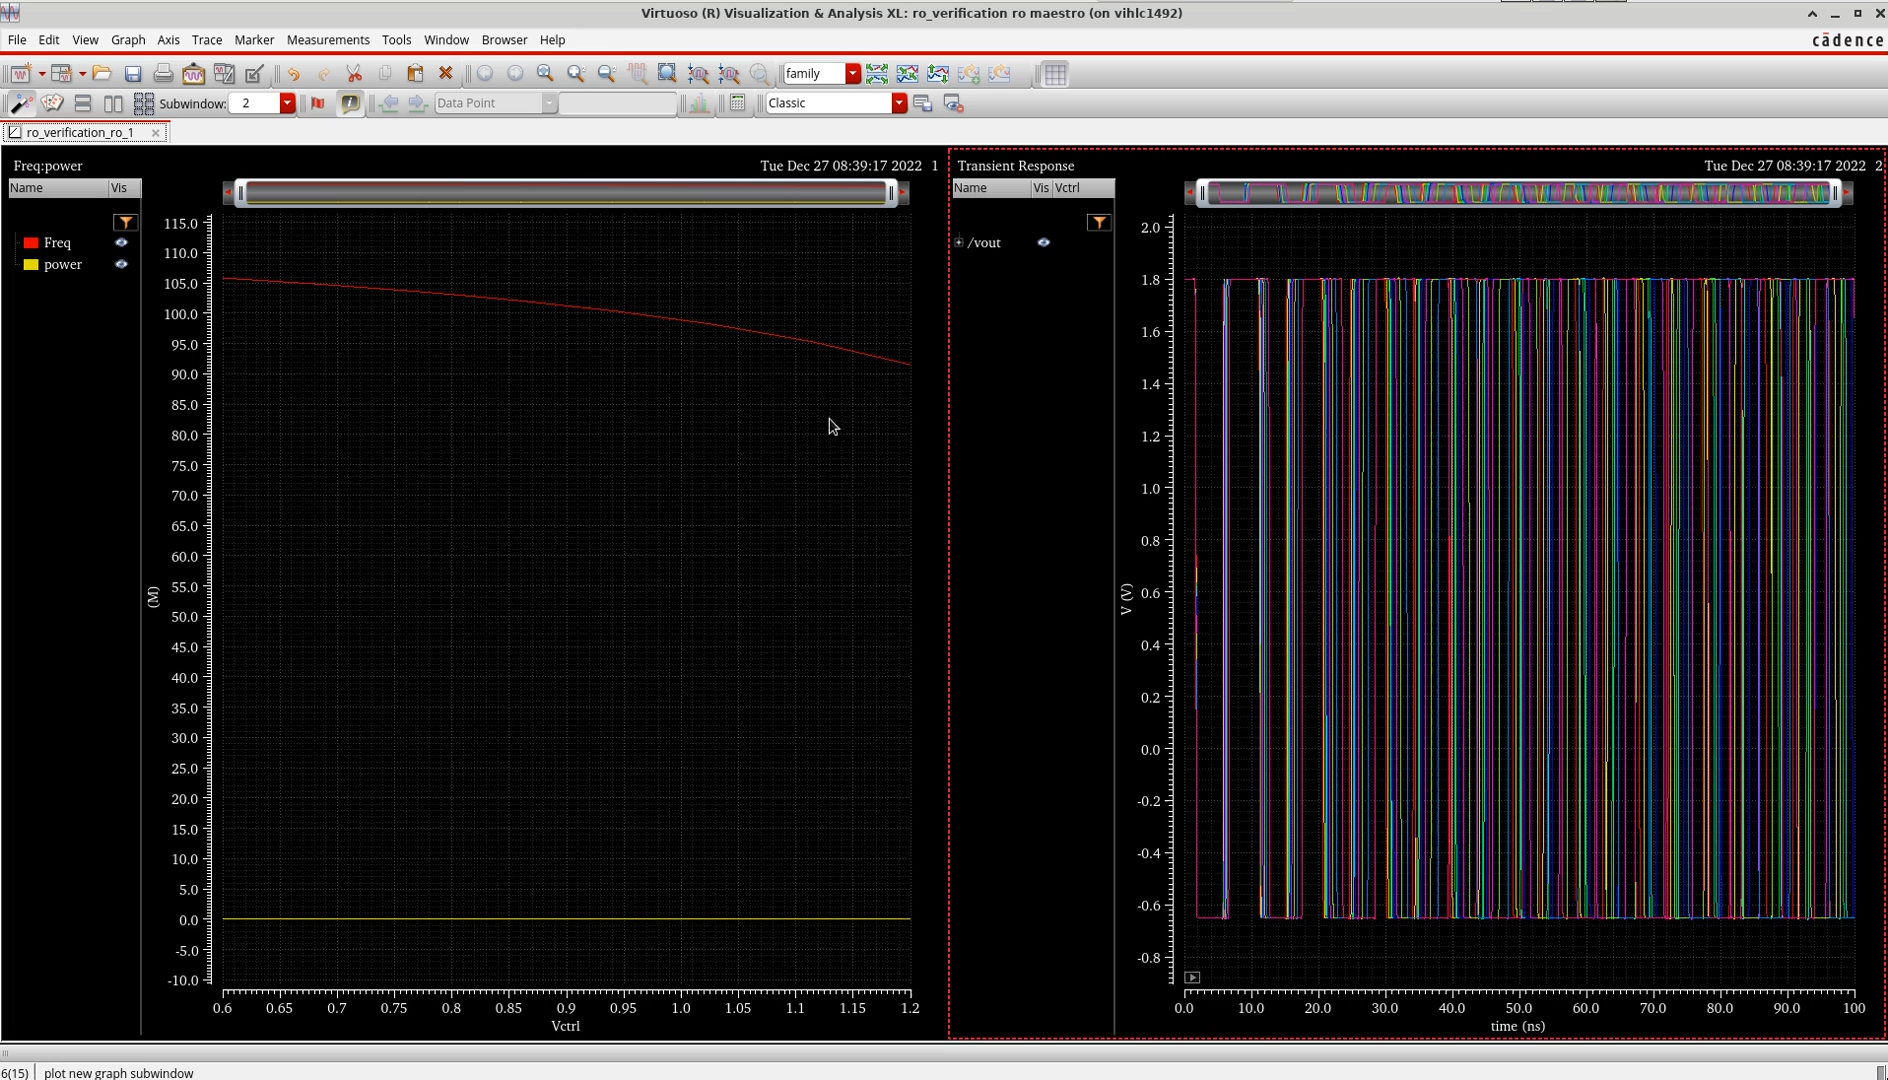 Virtuoso (R) Visualization & Analysis XL: ro_verification ro maestro (on vihlc1492)
File Edit View Graph Axis Trace Marker Measurements Tools Window Browser Help
cādence
family
Subwindow: 2 Data Point Classic
ro_verification_ro_1
Freq:power
Tue Dec 27 08:39:17 2022 1
Name Vis
Freq
power
115.0
110.0
105.0
100.0
95.0
90.0
85.0
80.0
75.0
70.0
65.0
60.0
55.0
50.0
45.0
40.0
35.0
30.0
25.0
20.0
15.0
10.0
5.0
0.0
-5.0
-10.0
(M)
0.6 0.65 0.7 0.75 0.8 0.85 0.9 0.95 1.0 1.05 1.1 1.15 1.2
Vctrl
Transient Response
Tue Dec 27 08:39:17 2022 2
Name Vis Vctrl
/vout
2.0
1.8
1.6
1.4
1.2
1.0
0.8
0.6
0.4
0.2
0.0
-0.2
-0.4
-0.6
-0.8
V (V)
0.0 10.0 20.0 30.0 40.0 50.0 60.0 70.0 80.0 90.0 100
time (ns)
6(15) plot new graph subwindow